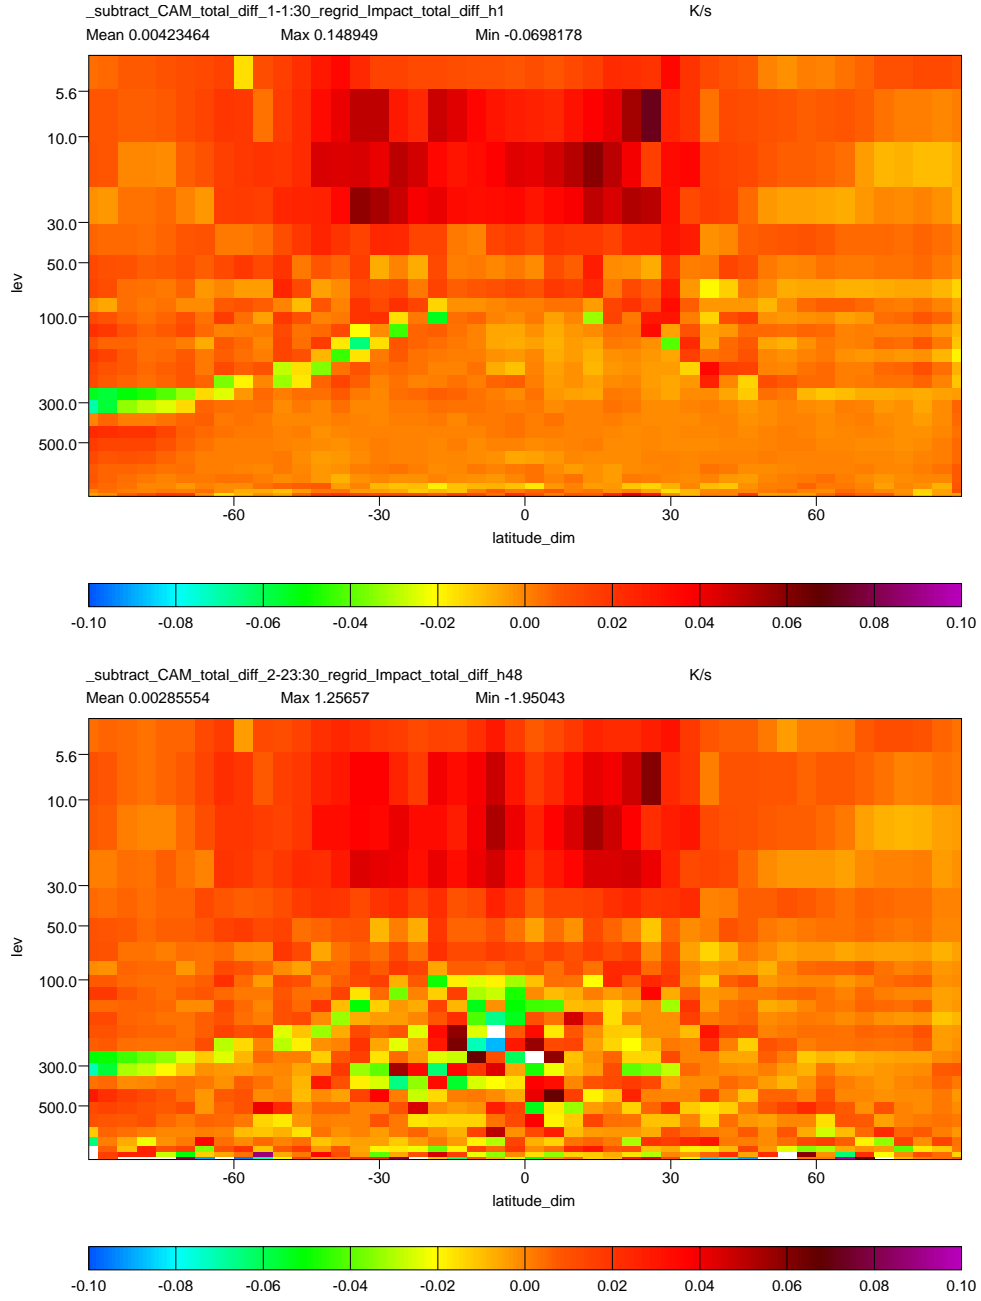 _subtract_CAM_total_diff_1-1:30_regrid_Impact_total_diff_h1 K/s
Mean 0.00423464 Max 0.148949 Min -0.0698178
5.6
10.0
30.0
50.0
lev
100.0
300.0
500.0
-60 -30 0 30 60
latitude_dim
-0.10 -0.08 -0.06 -0.04 -0.02 0.00 0.02 0.04 0.06 0.08 0.10
_subtract_CAM_total_diff_2-23:30_regrid_Impact_total_diff_h48 K/s
Mean 0.00285554 Max 1.25657 Min -1.95043
5.6
10.0
30.0
50.0
lev
100.0
300.0
500.0
-60 -30 0 30 60
latitude_dim
-0.10 -0.08 -0.06 -0.04 -0.02 0.00 0.02 0.04 0.06 0.08 0.10